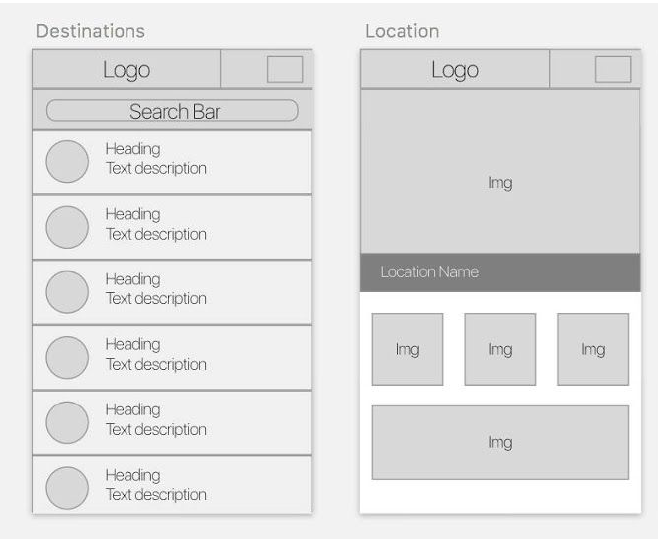 Destinations
Logo
Search Bar
Heading
Text description
Heading
Text description
Heading
Text description
Heading
Text description
Heading
Text description
Heading
Text description
Location
Logo
Img
Location Name
Img Img Img
Img